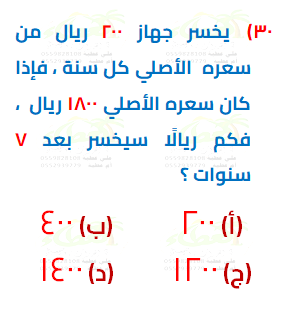 ٣٠) يخسر جهاز ٢٠٠ ريال من
سعره الأصلي كل سنة ، فإذا
كان سعره الأصلي ١٨٠٠ ريال ،
فكم ريالًا سيخسر بعد ٧
سنوات ؟
(أ) ٢٠٠ (ب) ٤٠٠
(ج) ١٢٠٠ (د) ١٤٠٠